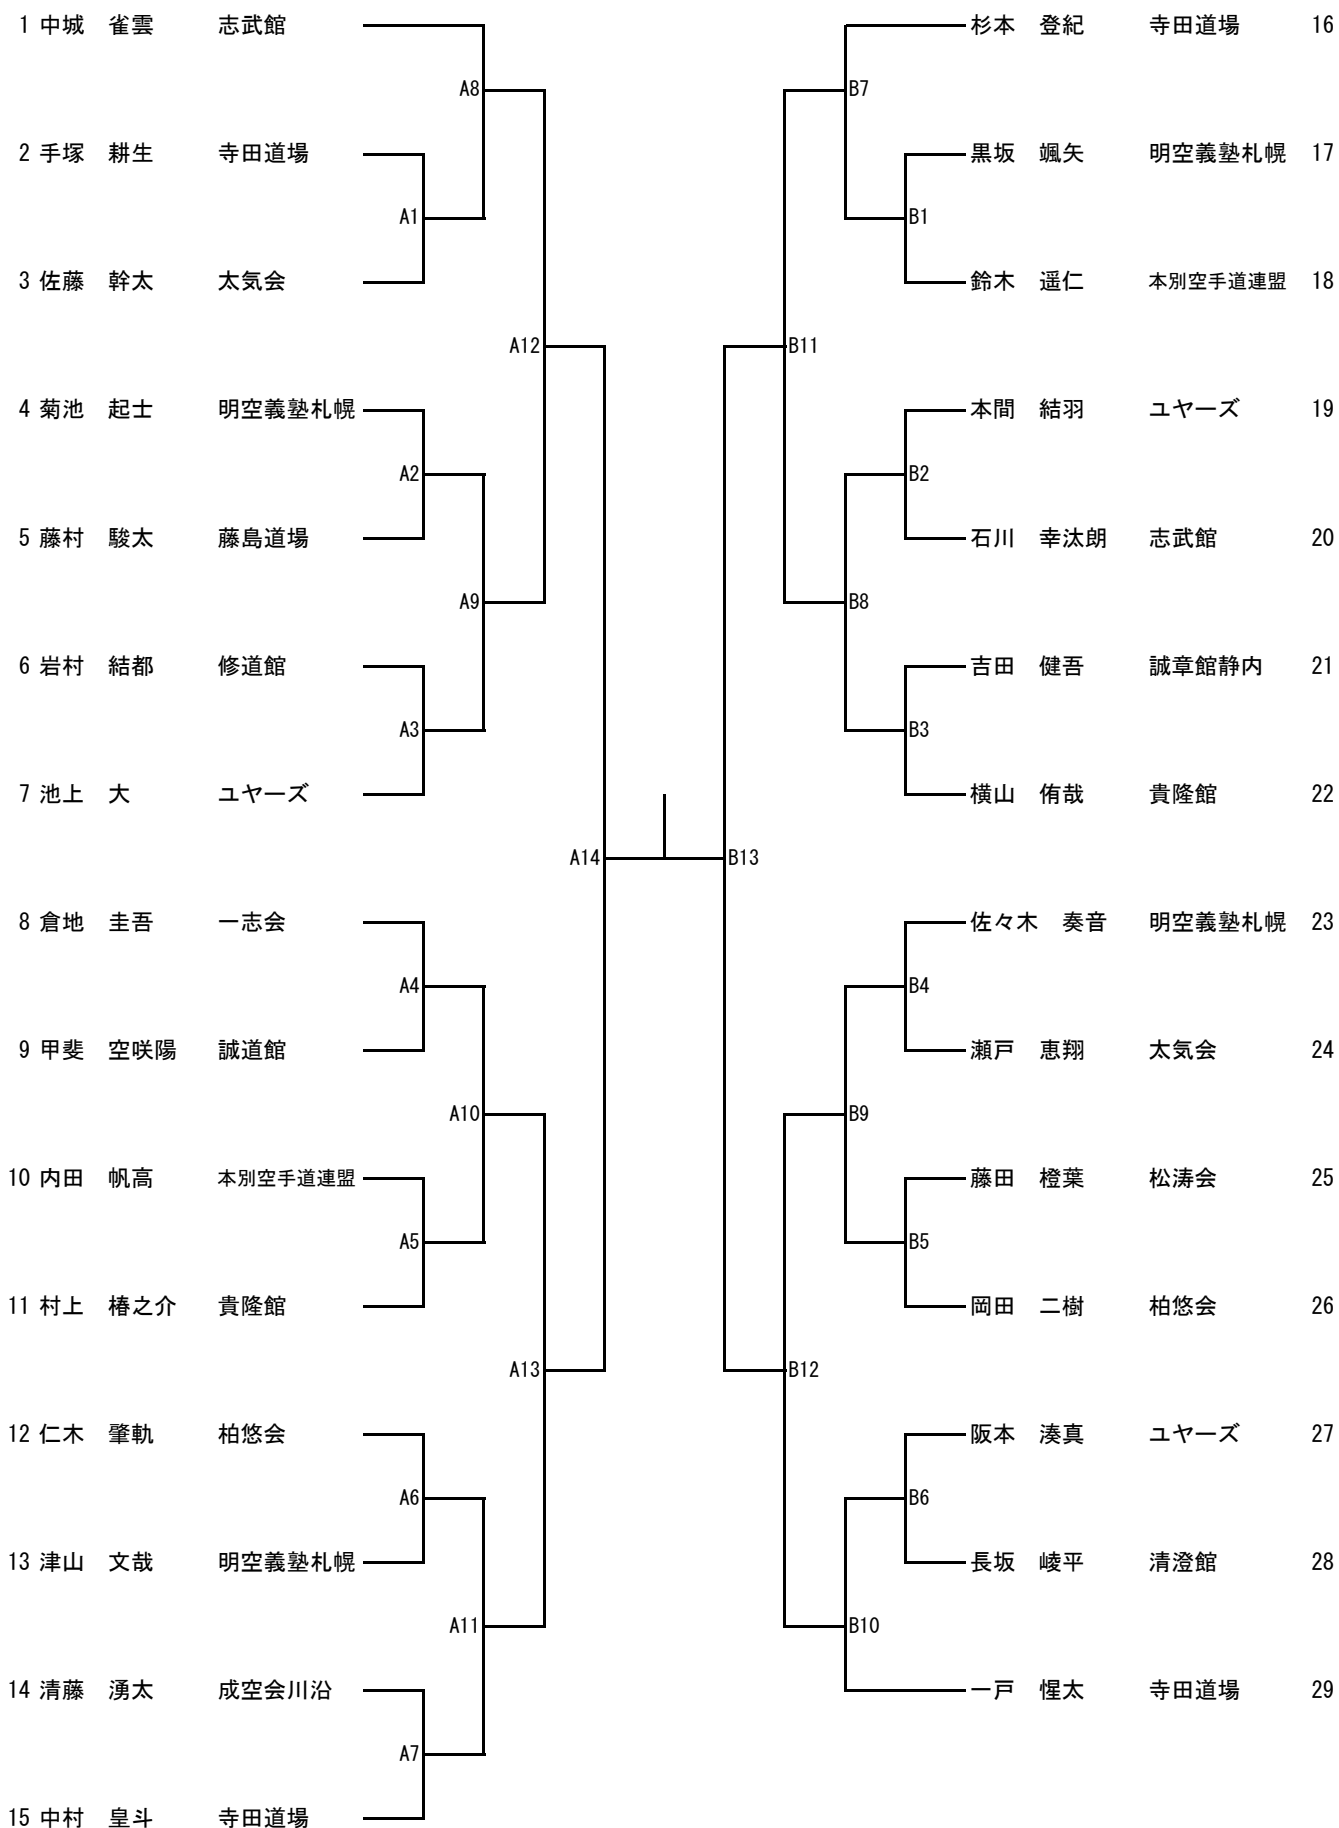 1 中城 雀雲 志武館
A8
2 手塚 耕生 寺田道場
A1
3 佐藤 幹太 太気会
A12
4 菊池 起士 明空義塾札幌
A2
5 藤村 駿太 藤島道場
A9
6 岩村 結都 修道館
A3
7 池上 大 ユヤーズ
A14
8 倉地 圭吾 一志会
A4
9 甲斐 空咲陽 誠道館
A10
10 内田 帆高 本別空手道連盟
A5
11 村上 椿之介 貴隆館
A13
12 仁木 肇軌 柏悠会
A6
13 津山 文哉 明空義塾札幌
A11
14 清藤 湧太 成空会川沿
A7
15 中村 皇斗 寺田道場
杉本 登紀 寺田道場 16
B7
黒坂 颯矢 明空義塾札幌 17
B1
鈴木 遥仁 本別空手道連盟 18
B11
本間 結羽 ユヤーズ 19
B2
石川 幸汰朗 志武館 20
B8
吉田 健吾 誠章館静内 21
B3
横山 侑哉 貴隆館 22
B13
佐々木 奏音 明空義塾札幌 23
B4
瀬戸 恵翔 太気会 24
B9
藤田 橙葉 松涛会 25
B5
岡田 二樹 柏悠会 26
B12
阪本 湊真 ユヤーズ 27
B6
長坂 崚平 清澄館 28
B10
一戸 惺太 寺田道場 29